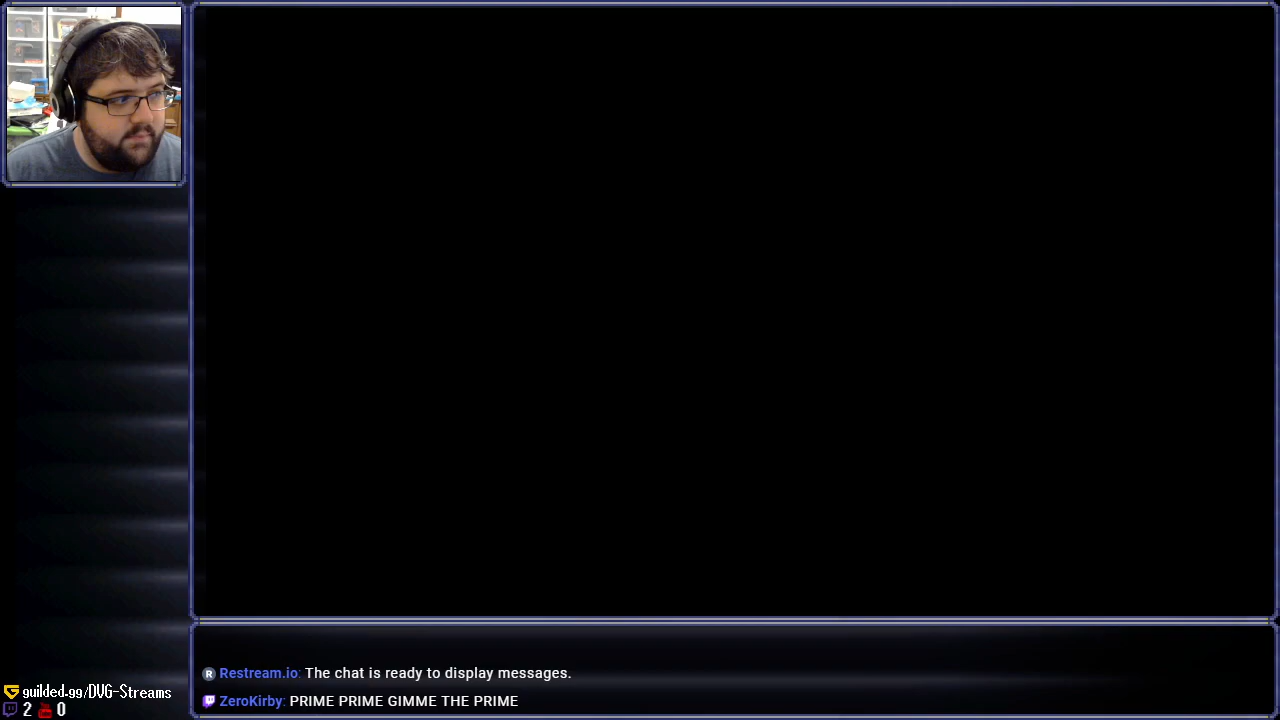 Restream.io: The chat is ready to display messages.
ZeroKirby: PRIME PRIME GIMME THE PRIME
guilded.gg/DVG-Streams
2 0